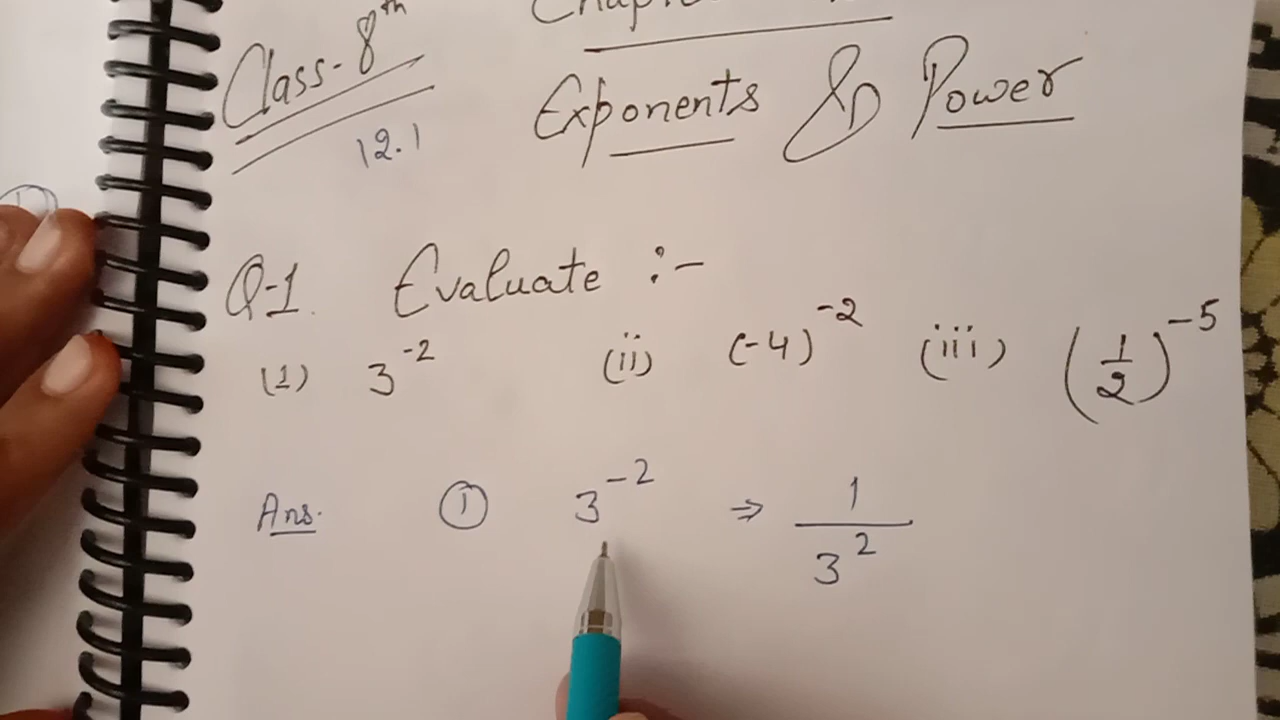 Class-8th
12.1
Exponents & Power
Q-1. Evaluate :-
(1) 3^-2 (ii) (-4)^-2 (iii) (1/2)^-5
Ans. ① 3^-2 ⇒ 1/3^2